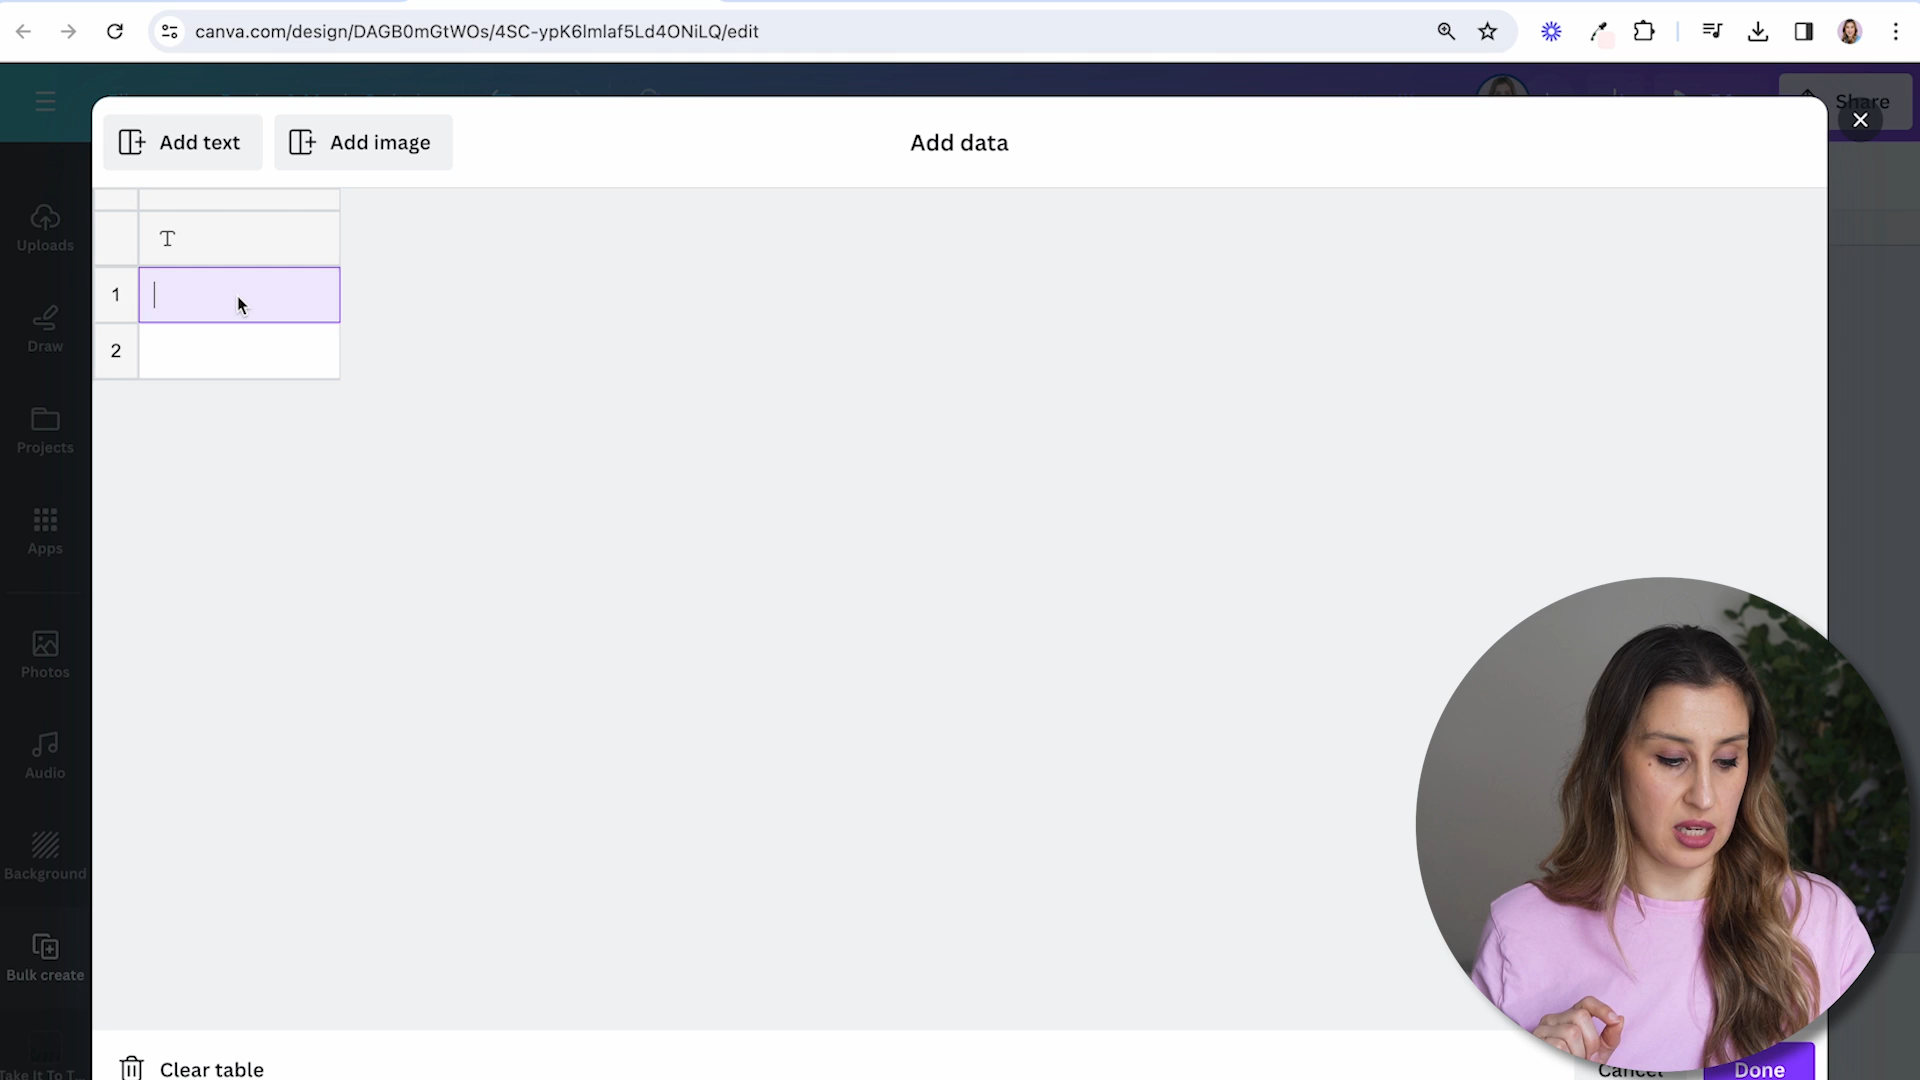 canva.com/design/DAGB0mGtWOs/4SC-ypK6lmlaf5Ld4ONiLQ/edit
Share
Add text
Add image
Add data
T
1
2
Uploads
Draw
Projects
Apps
Photos
Audio
Background
Bulk create
Take It To T...
Clear table
Cancel
Done